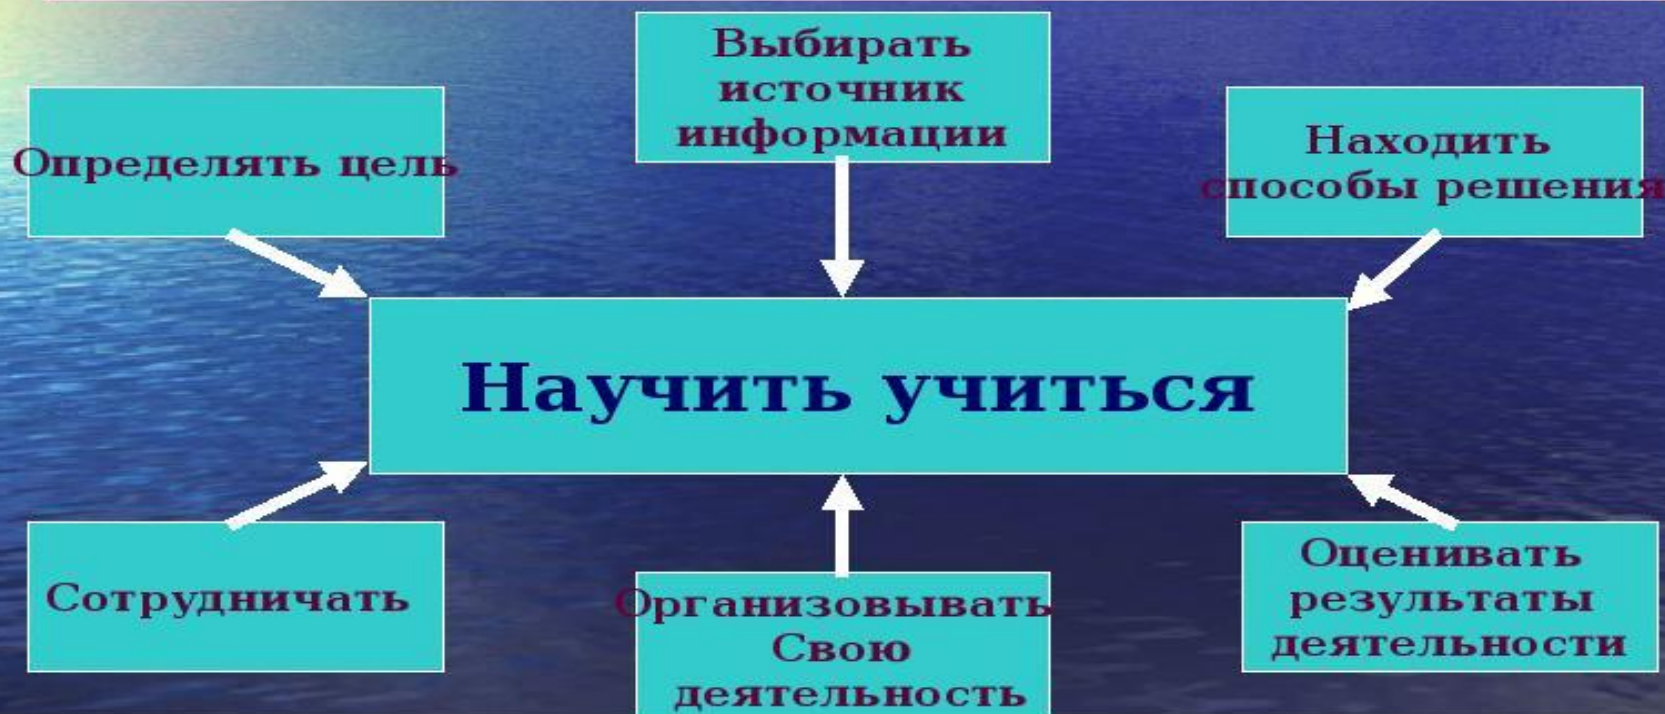 Выбирать
источник
информации
Определять цель
Находить
способы решения
Научить учиться
Сотрудничать
Организовывать
Свою
деятельность
Оценивать
результаты
деятельности